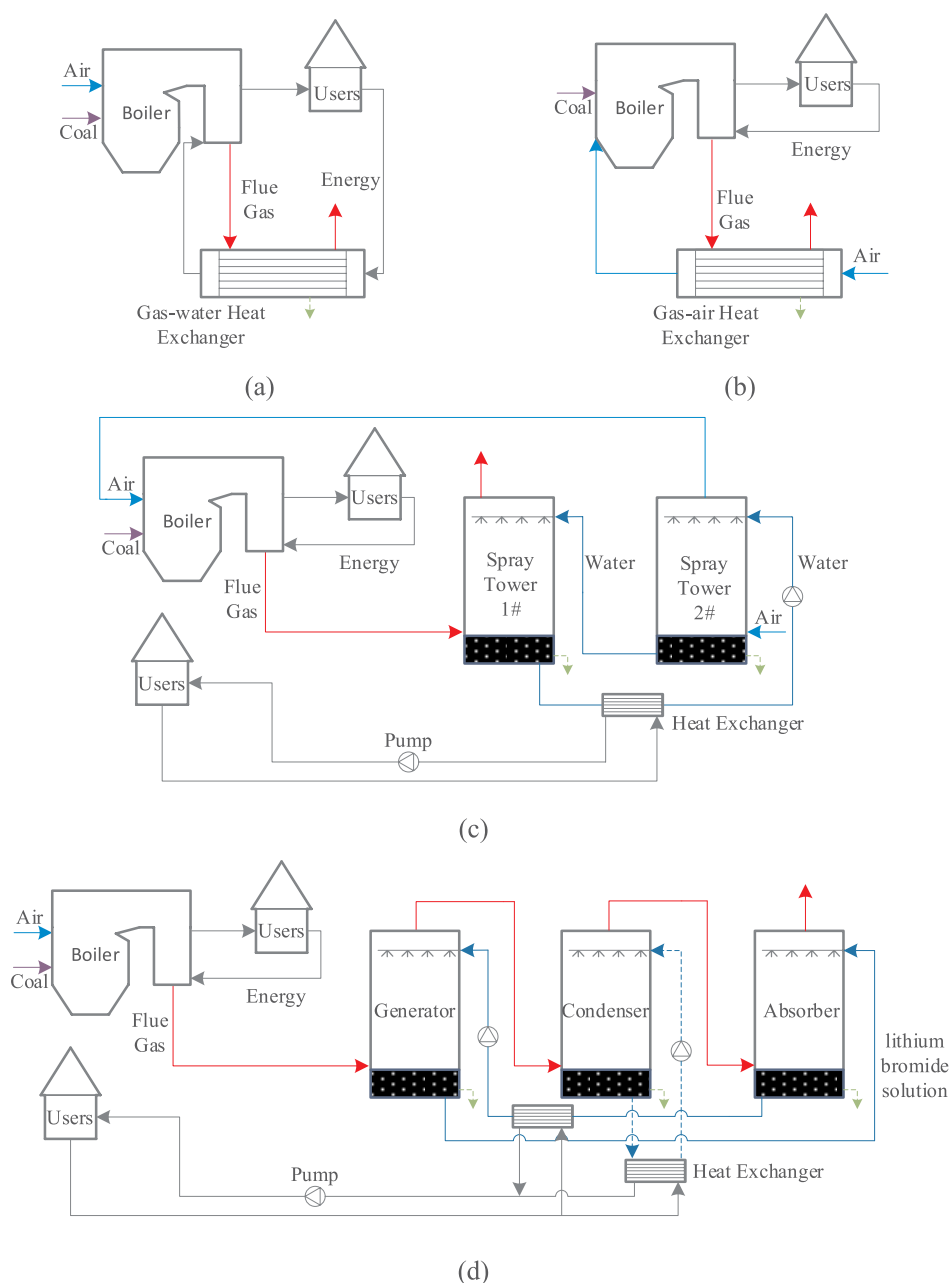 Air
Coal
Boiler
Users
Flue
Gas
Energy
Gas-water Heat
Exchanger
(a)
Coal
Boiler
Users
Energy
Flue
Gas
Air
Gas-air Heat
Exchanger
(b)
Air
Coal
Boiler
Users
Energy
Flue
Gas
Spray
Tower
1#
Water
Spray
Tower
2#
Water
Air
Users
Pump
Heat Exchanger
(c)
Air
Coal
Boiler
Users
Energy
Flue
Gas
Generator
Condenser
Absorber
lithium
bromide
solution
Users
Pump
Heat Exchanger
(d)